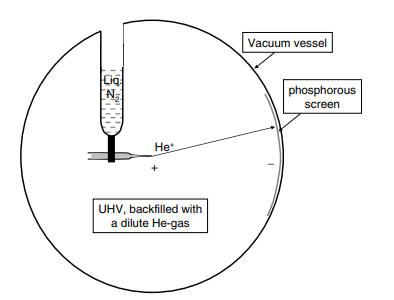 Vacuum vessel
Liq.
N2
phosphorous
screen
He+
+
–
UHV, backfilled with
a dilute He-gas